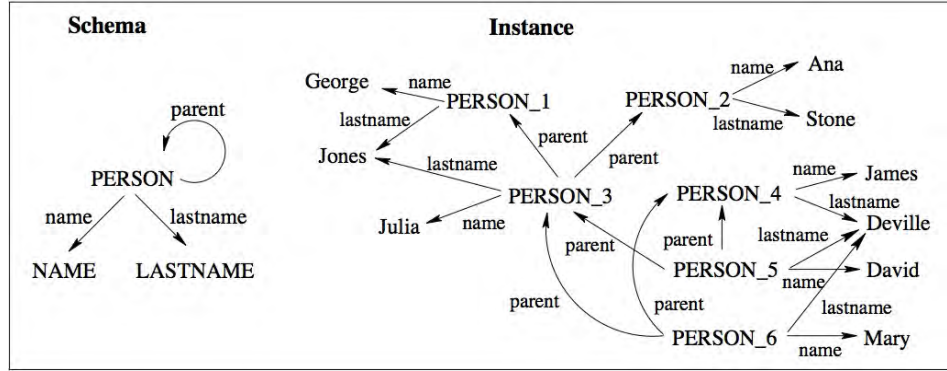 Schema
Instance
parent
PERSON
name
lastname
NAME
LASTNAME
George
name
PERSON_1
lastname
Jones
PERSON_2
name
Ana
lastname
Stone
parent
parent
lastname
PERSON_3
name
Julia
PERSON_4
name
James
lastname
Deville
parent
parent
lastname
PERSON_5
name
David
parent
parent
lastname
PERSON_6
name
Mary